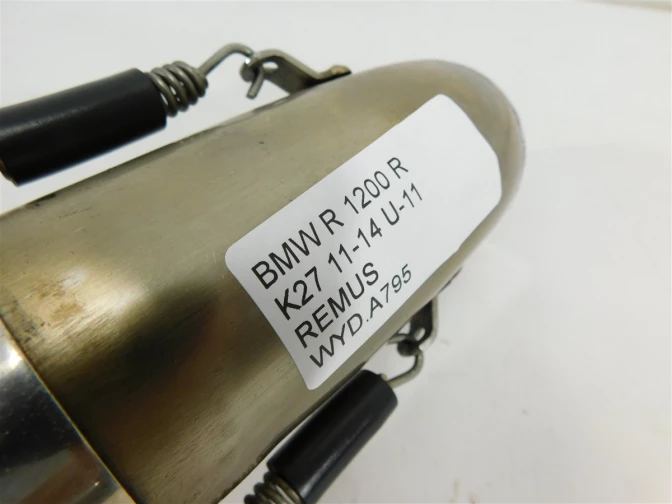 BMW R 1200 R
K27 11-14 U-11
REMUS
WYD.A795